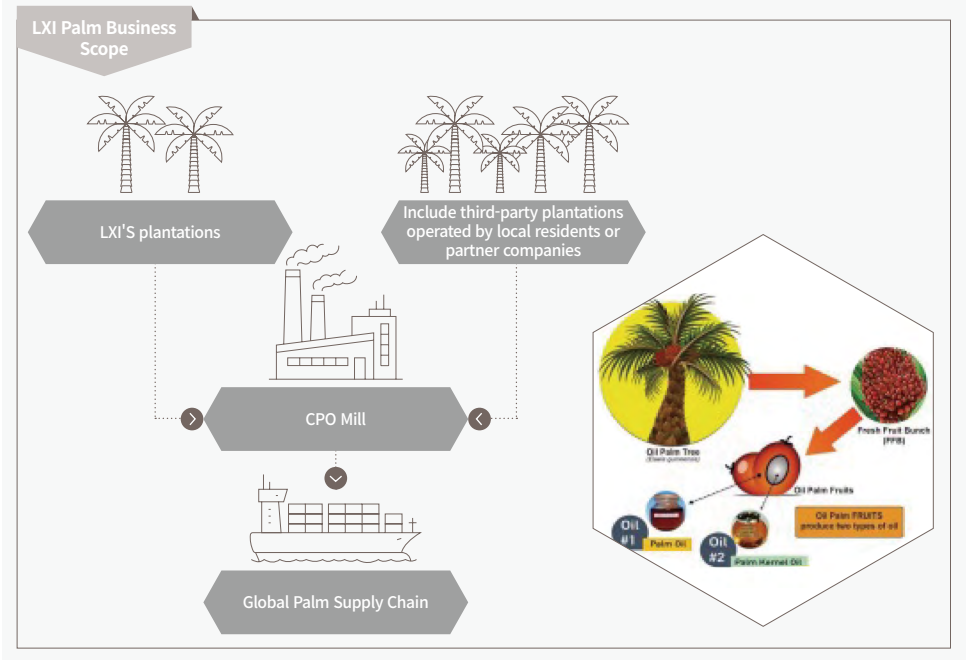 LXI Palm Business
Scope
LXI'S plantations
Include third-party plantations
operated by local residents or
partner companies
CPO Mill
Global Palm Supply Chain
Oil Palm Tree
(Elaeis guineensis)
Fresh Fruit Bunch
(FFB)
Oil Palm Fruits
Oil Palm FRUITS
produce two types of oil
Oil
#1
Palm Oil
Oil
#2
Palm Kernel Oil